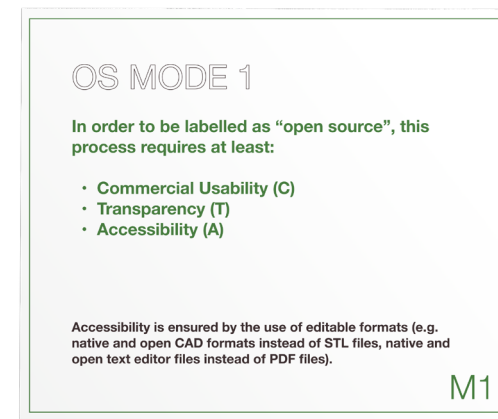 OS MODE 1
In order to be labelled as “open source”, this
process requires at least:
• Commercial Usability (C)
• Transparency (T)
• Accessibility (A)
Accessibility is ensured by the use of editable formats (e.g.
native and open CAD formats instead of STL files, native and
open text editor files instead of PDF files).
M1